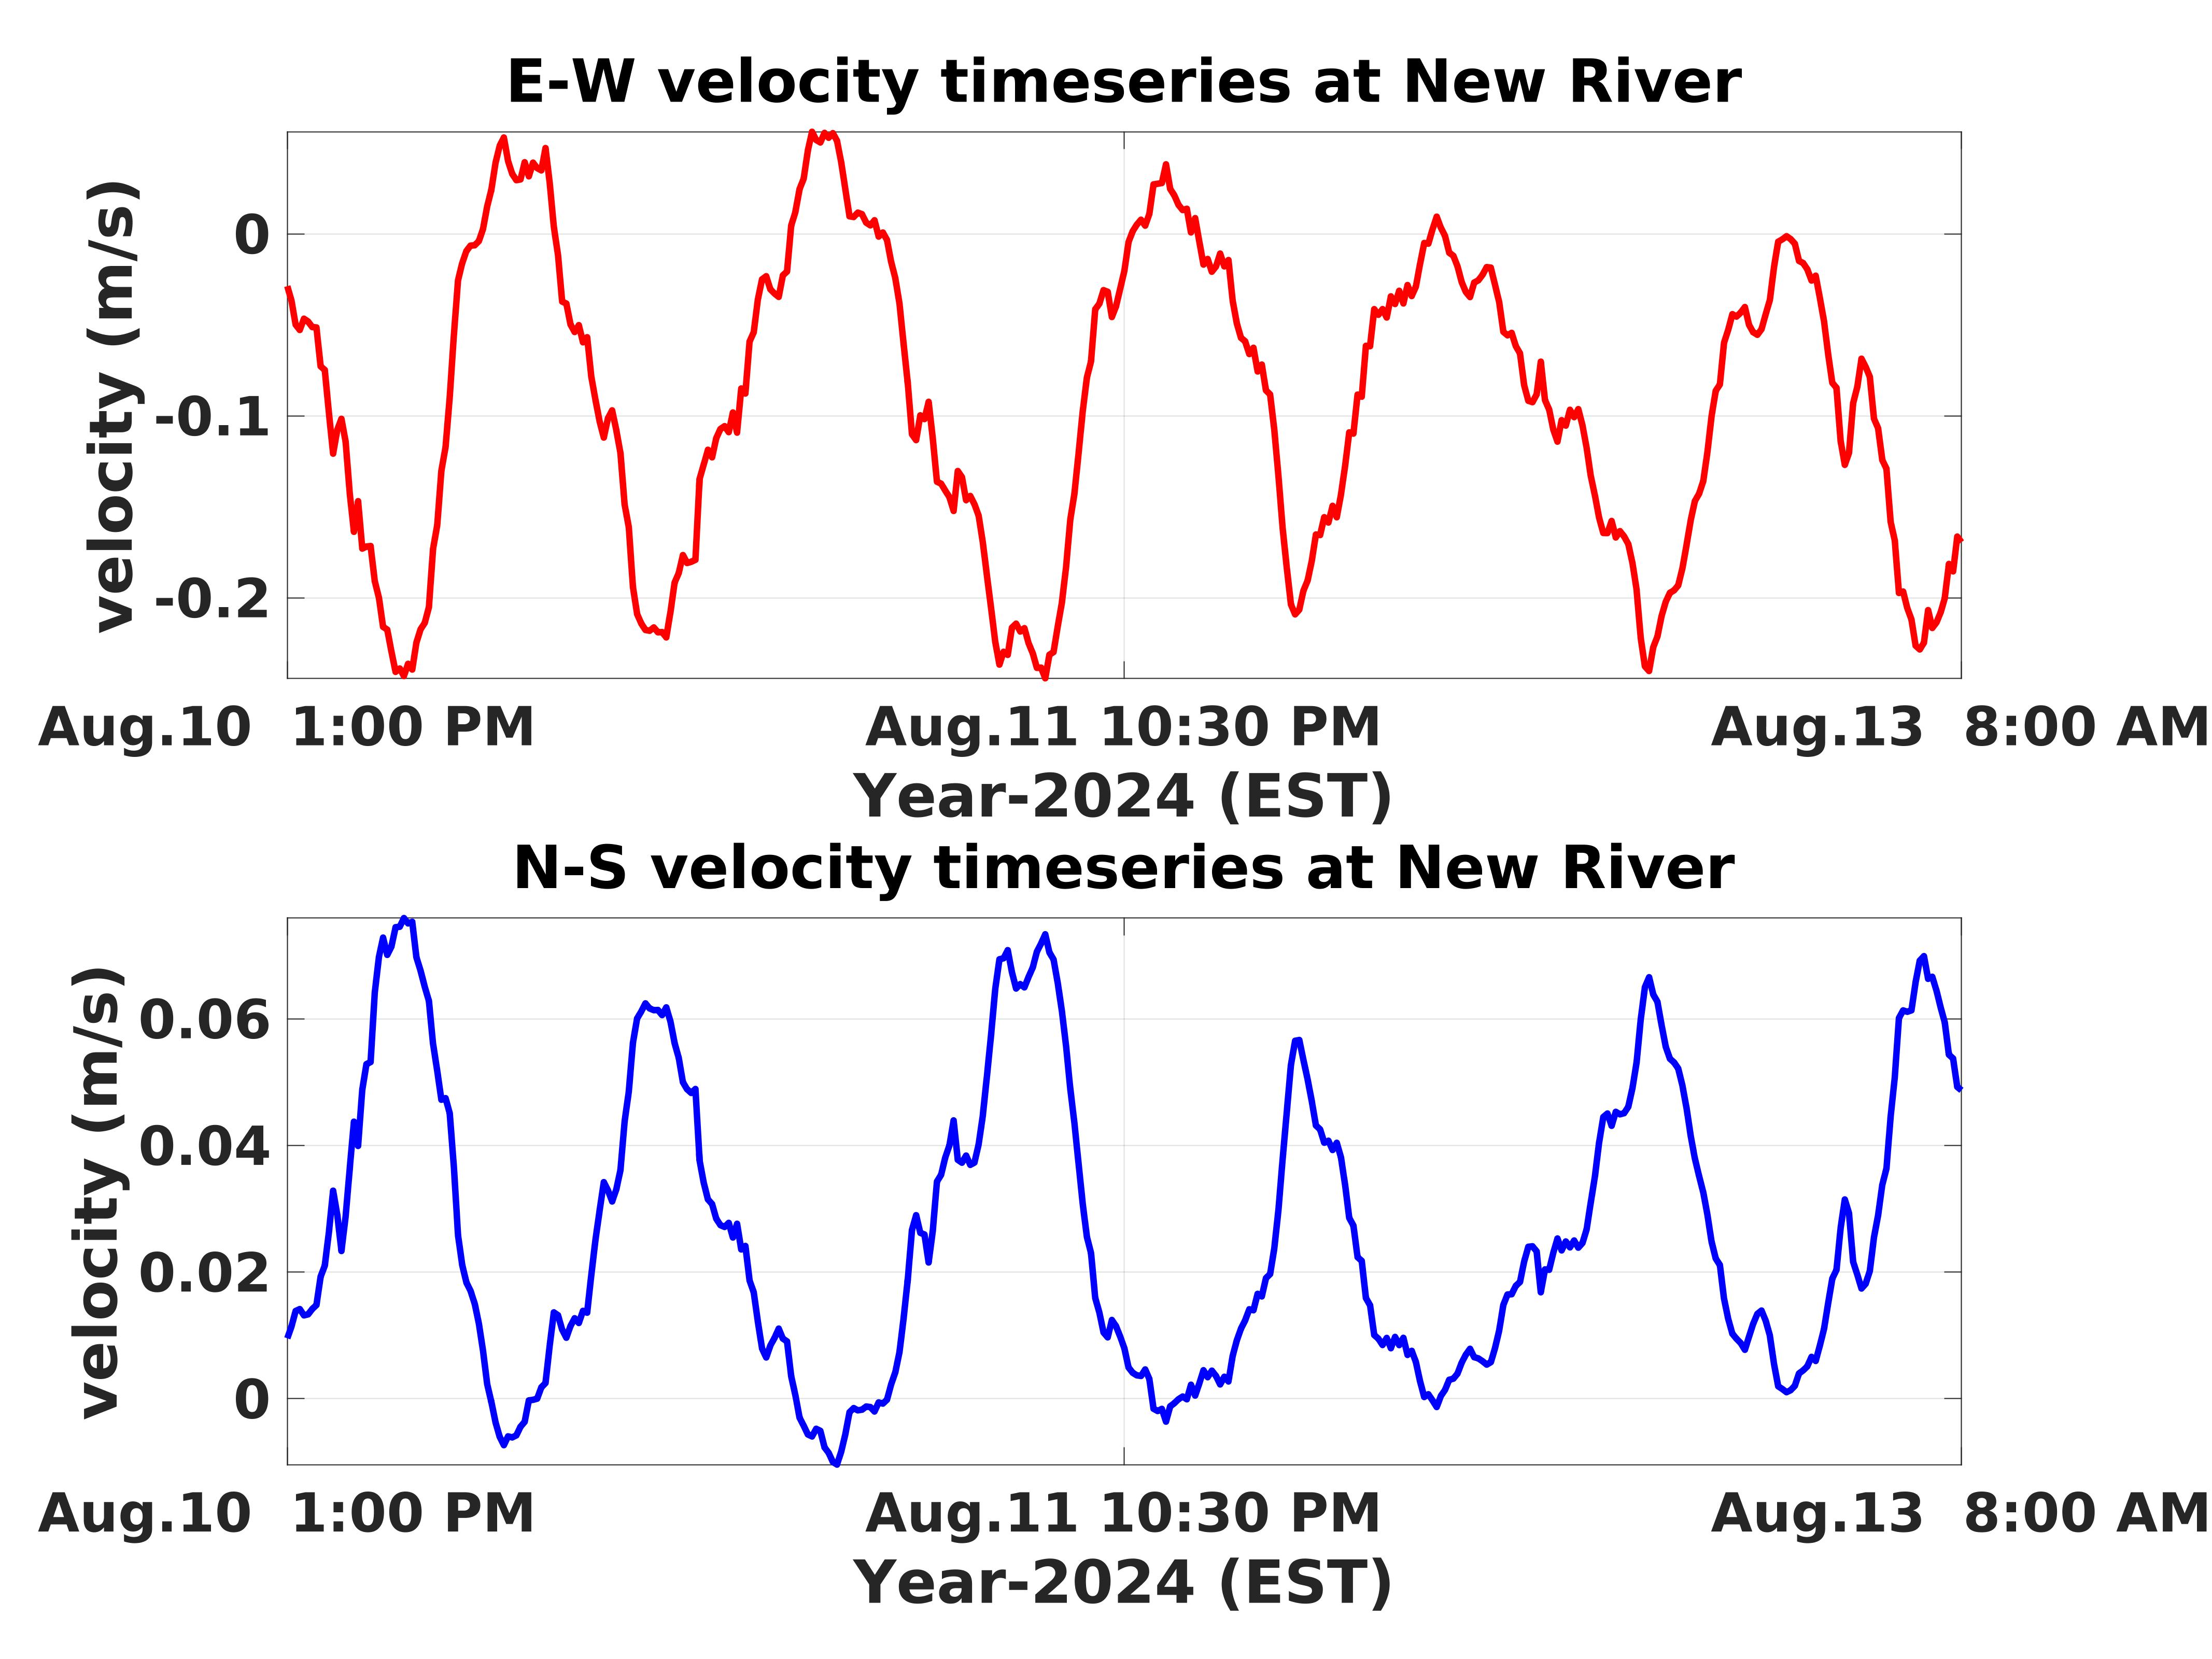 E-W velocity timeseries at New River
velocity (m/s)
0
-0.1
-0.2
Aug.10  1:00 PM
Aug.11 10:30 PM
Aug.13  8:00 AM
Year-2024 (EST)
N-S velocity timeseries at New River
velocity (m/s)
0.06
0.04
0.02
0
Aug.10  1:00 PM
Aug.11 10:30 PM
Aug.13  8:00 AM
Year-2024 (EST)